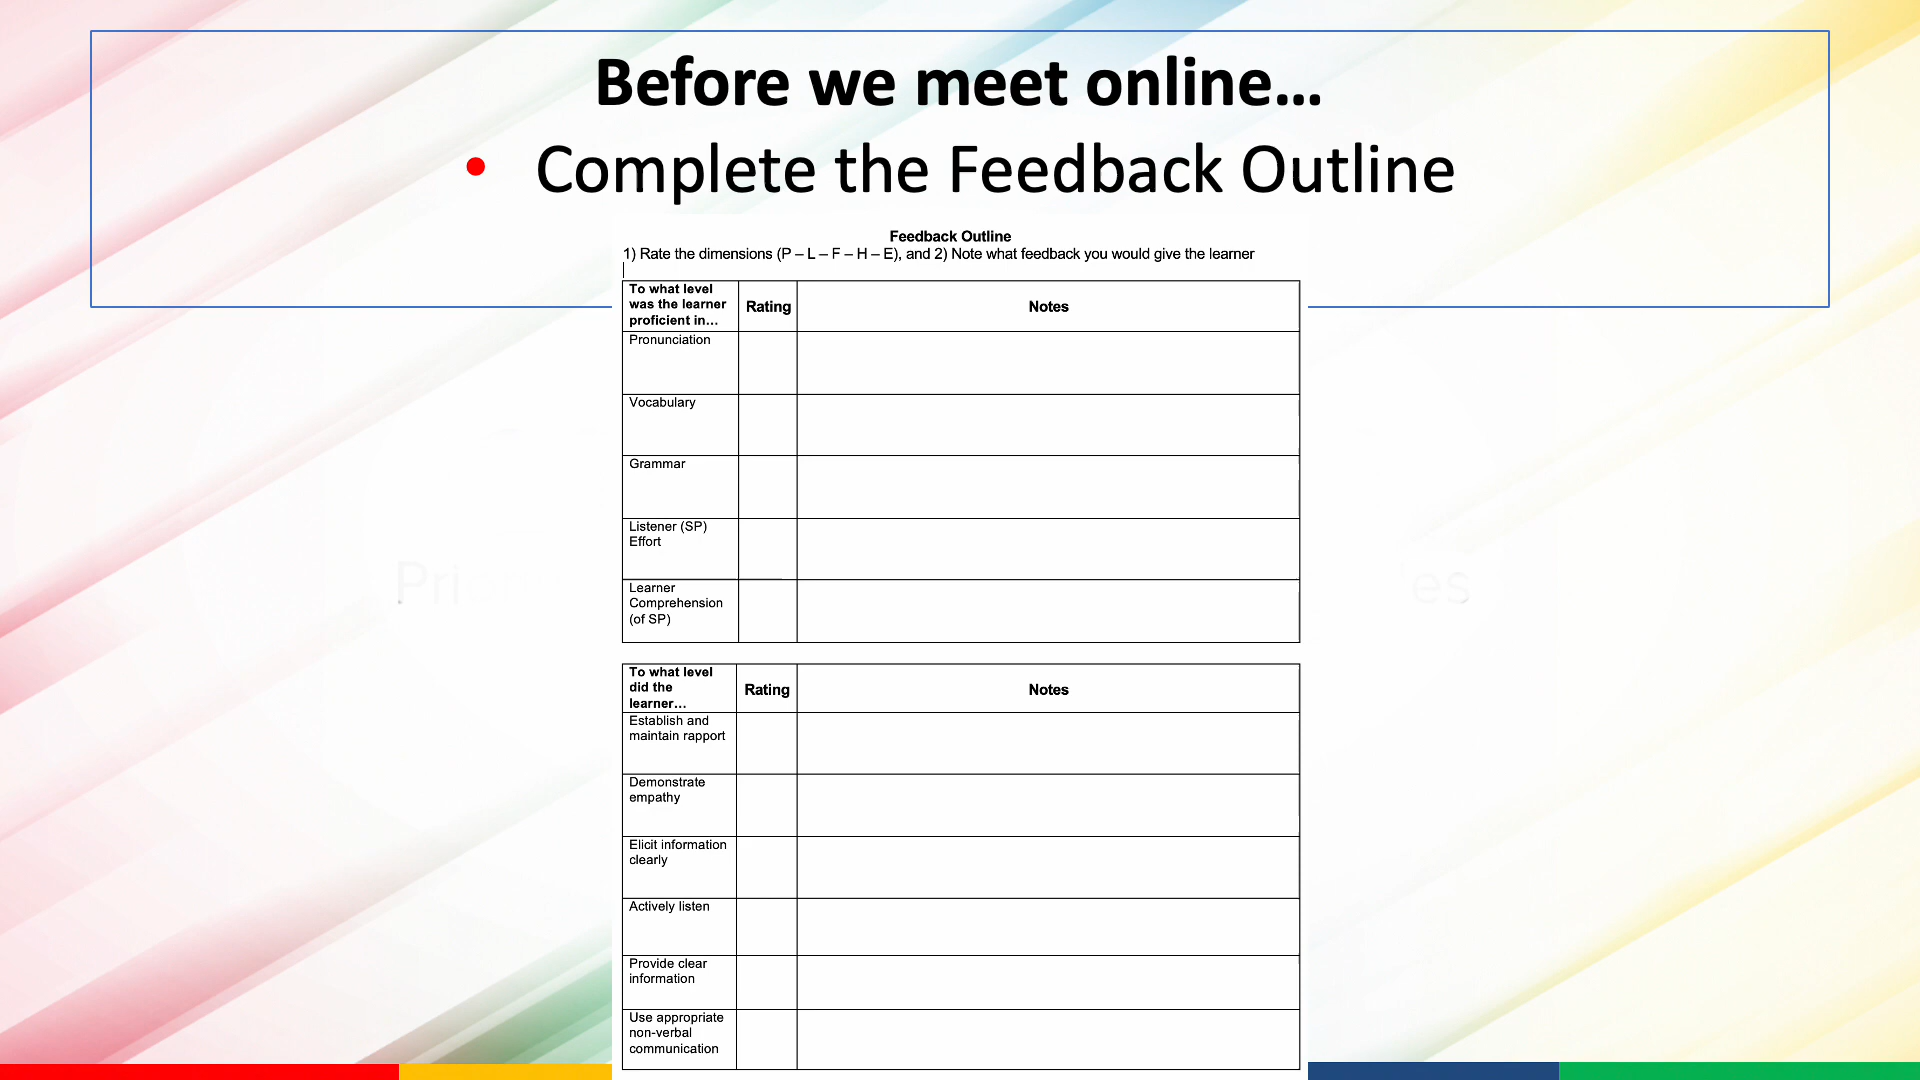 Before we meet online...
• Complete the Feedback Outline
Feedback Outline
1) Rate the dimensions (P – L – F – H – E), and 2) Note what feedback you would give the learner
To what level
was the learner
proficient in...
Rating
Notes
Pronunciation
Vocabulary
Grammar
Listener (SP)
Effort
Learner
Comprehension
(of SP)
To what level
did the
learner...
Rating
Notes
Establish and
maintain rapport
Demonstrate
empathy
Elicit information
clearly
Actively listen
Provide clear
information
Use appropriate
non-verbal
communication